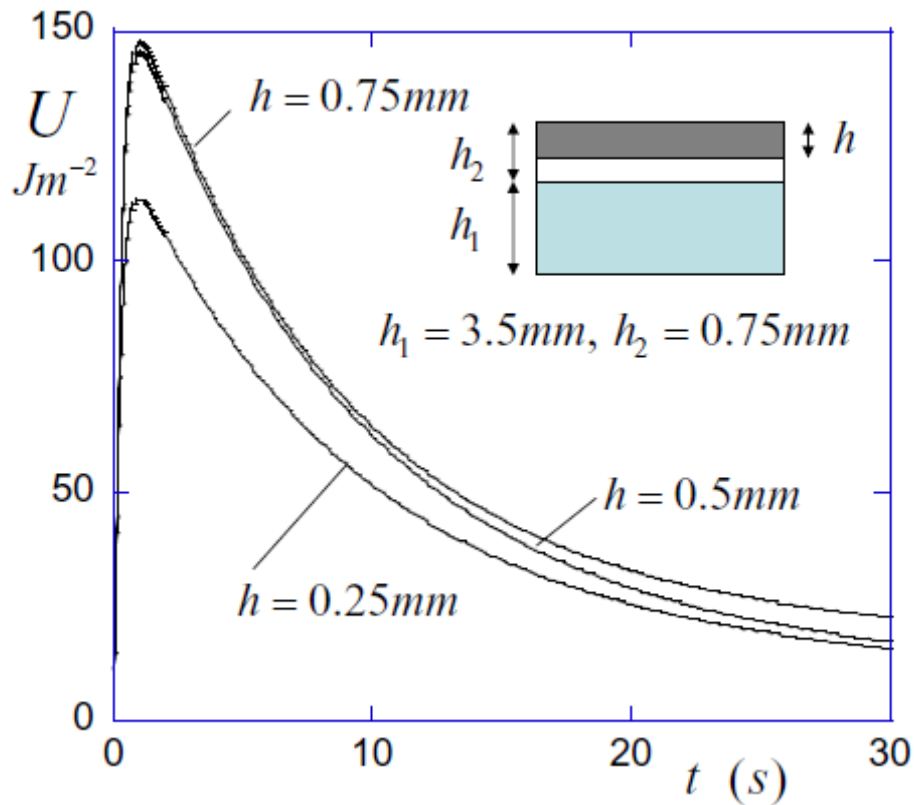 150
U
Jm⁻²
100
50
0
h = 0.75mm
h₂
h
h₁
h₁ = 3.5mm, h₂ = 0.75mm
h = 0.5mm
h = 0.25mm
0
10
20
30
t (s)